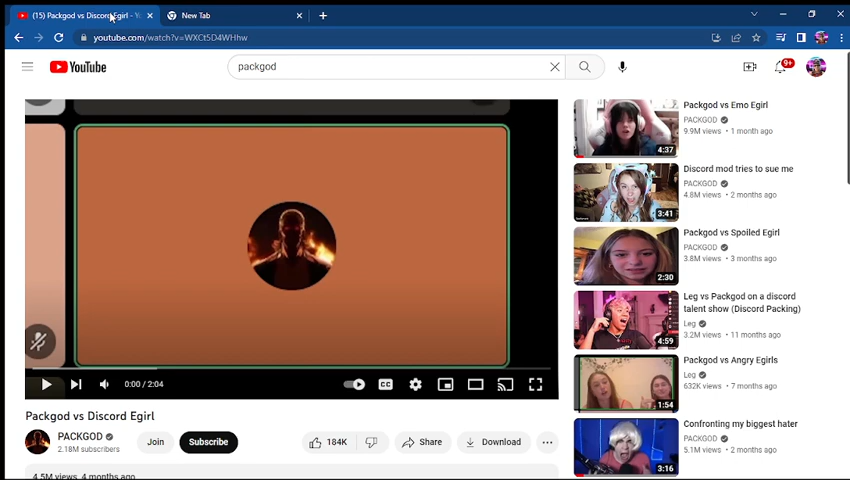 (15) Packgod vs Discord Egirl - Yo
New Tab
youtube.com/watch?v=WXCt5D4WHhw
YouTube
packgod
9+
Packgod vs Emo Egirl
PACKGOD
9.9M views • 1 month ago
4:37
Discord mod tries to sue me
PACKGOD
4.8M views • 2 months ago
3:41
Packgod vs Spoiled Egirl
PACKGOD
3.8M views • 3 months ago
2:30
Leg vs Packgod on a discord
talent show (Discord Packing)
Leg
3.2M views • 11 months ago
4:59
Packgod vs Angry Egirls
Leg
632K views • 7 months ago
1:54
Confronting my biggest hater
PACKGOD
5.1M views • 2 months ago
3:16
0:00 / 2:04
CC
Packgod vs Discord Egirl
PACKGOD
2.18M subscribers
Join
Subscribe
184K
Share
Download
4.5M views 4 months ago